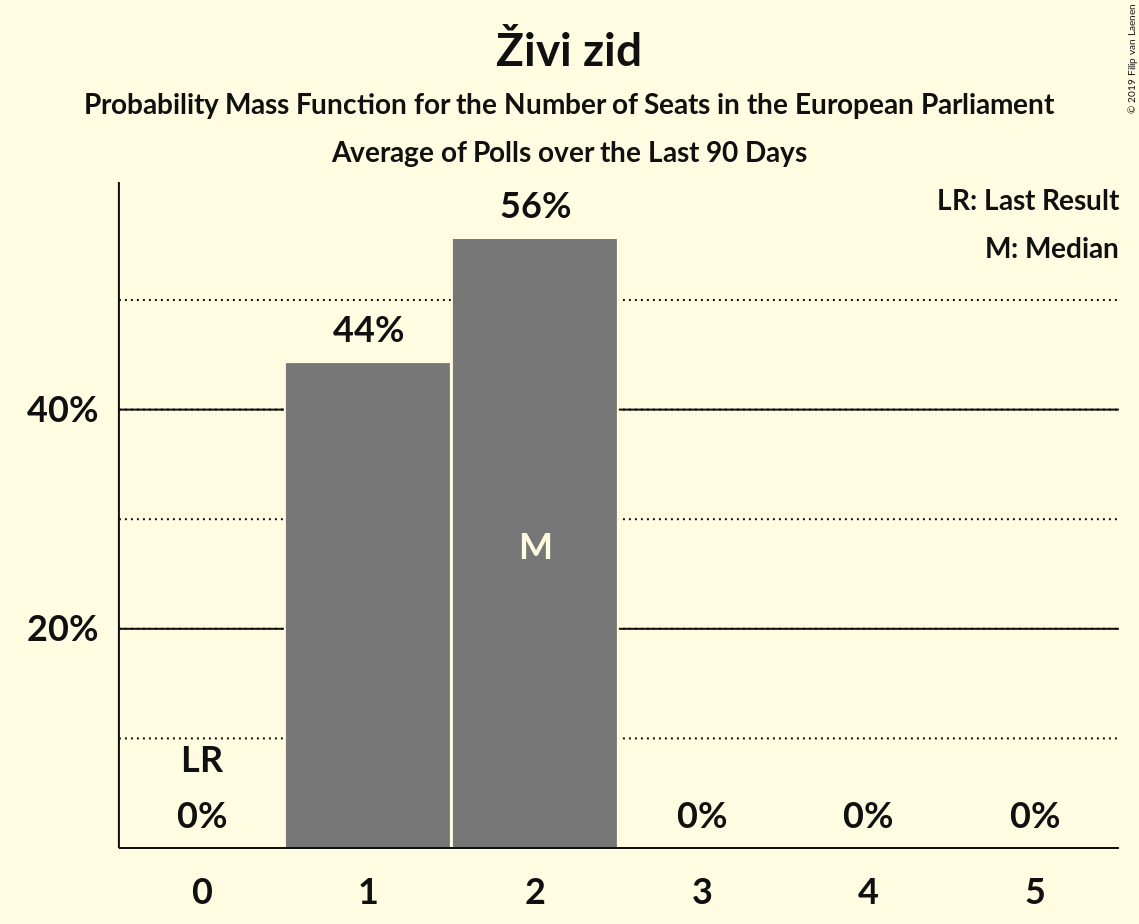 Živi zid
Probability Mass Function for the Number of Seats in the European Parliament
Average of Polls over the Last 90 Days
© 2019 Filip van Laenen
LR: Last Result
M: Median
56%
44%
40%
M
20%
LR
0%
0%
0%
0%
0 1 2 3 4 5